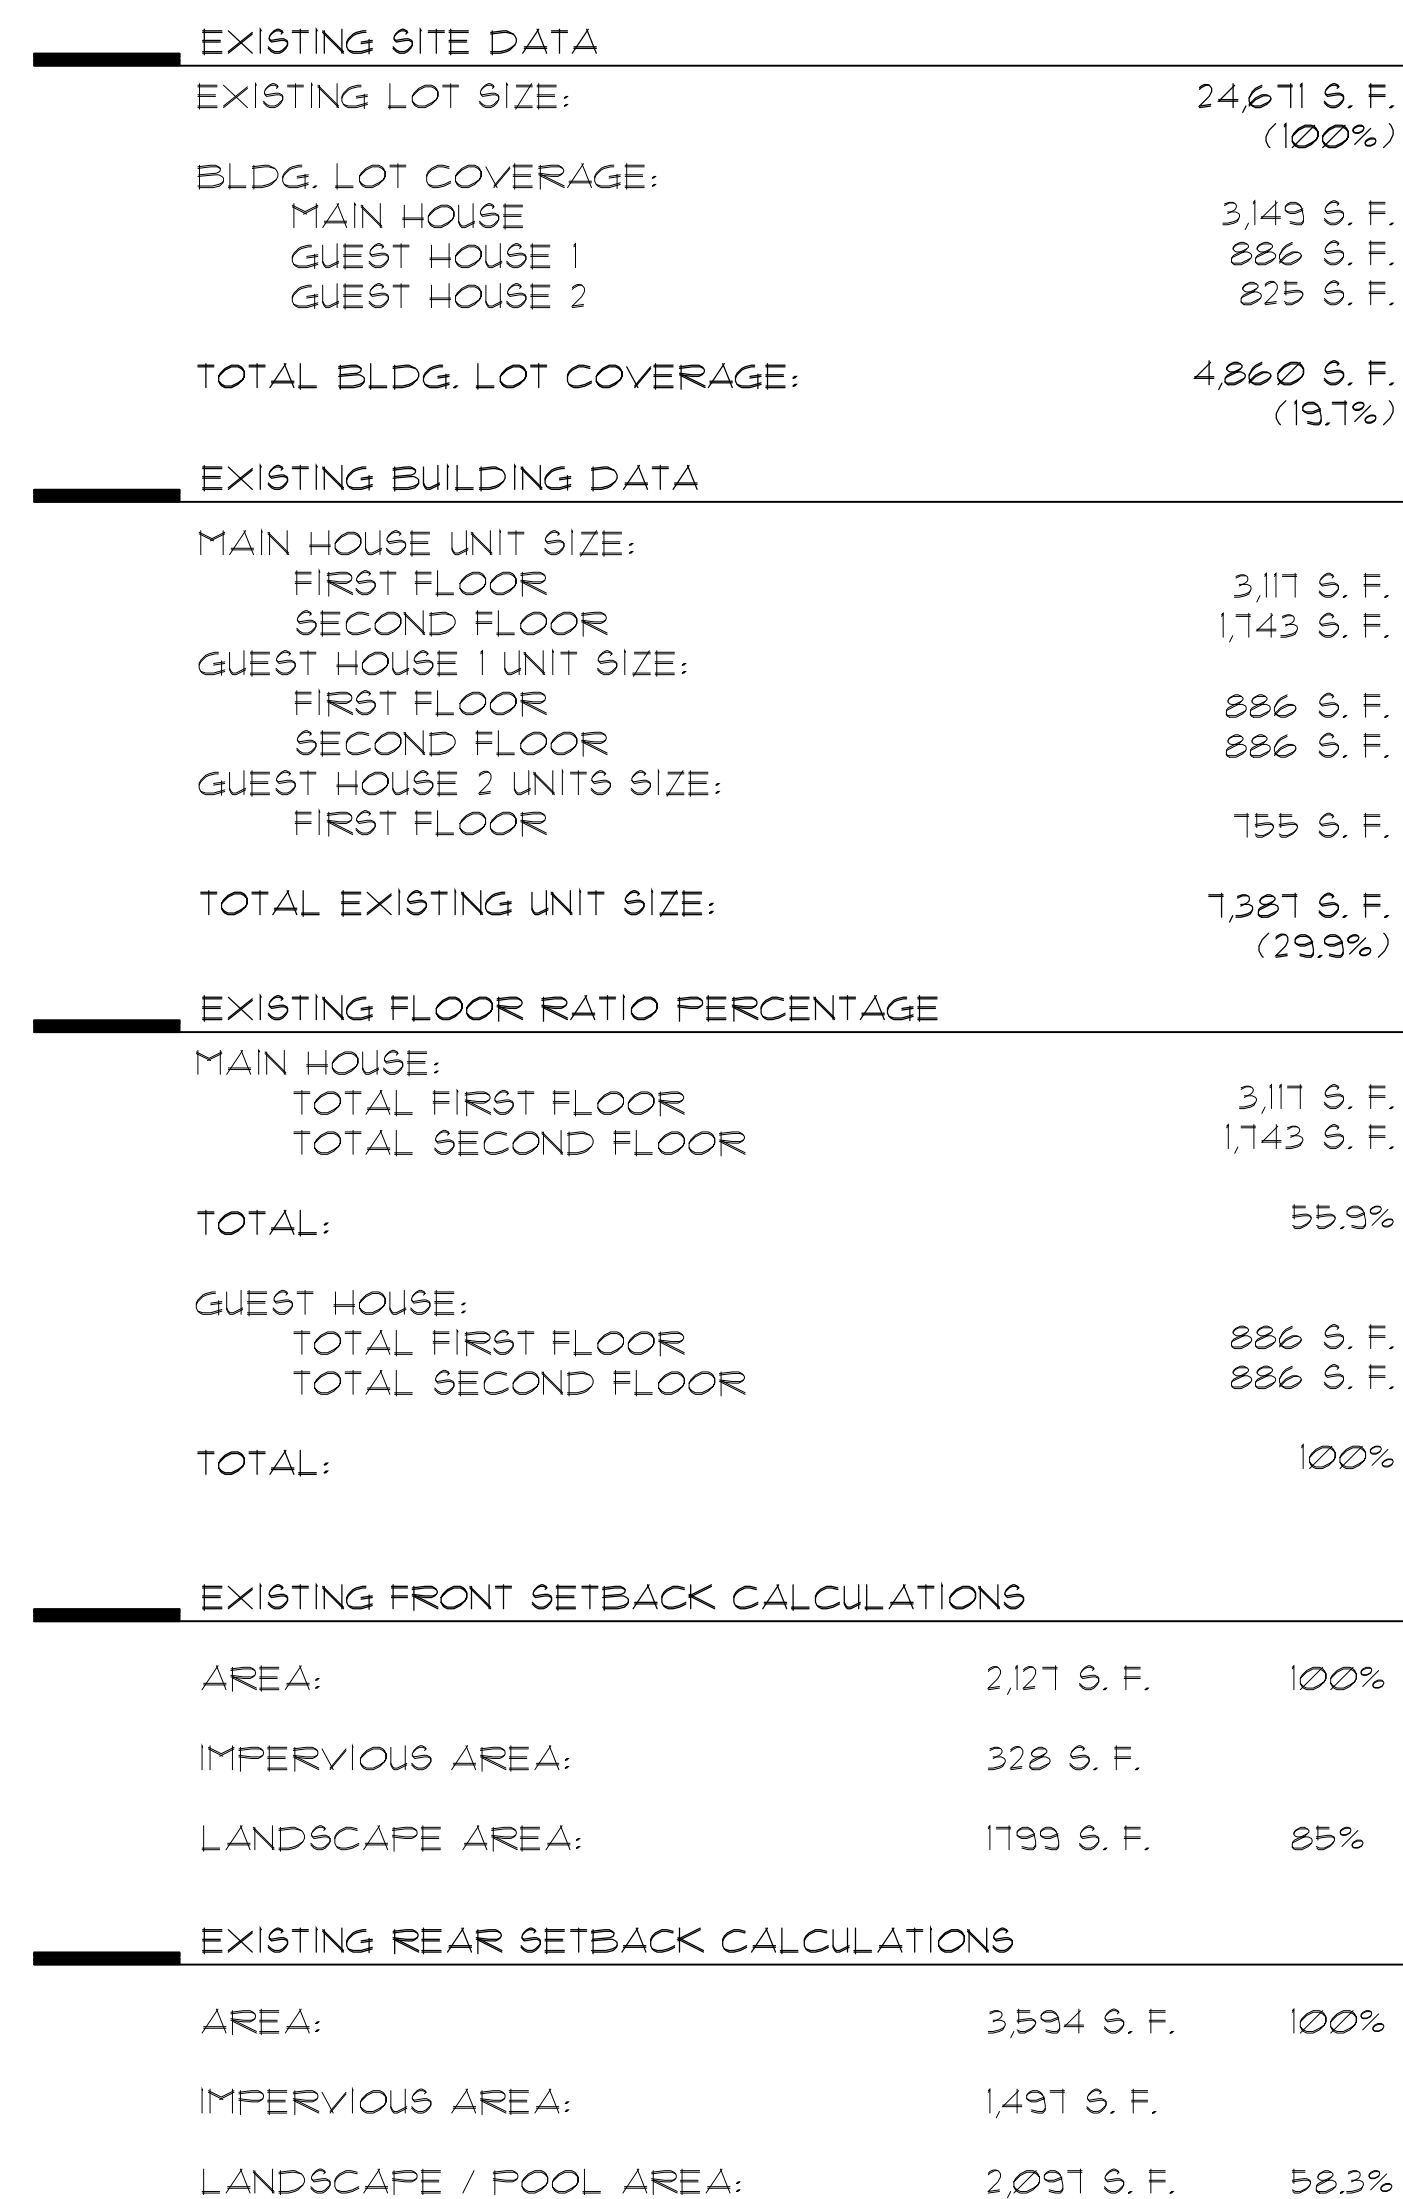 EXISTING SITE DATA
EXISTING LOT SIZE: 24,671 S. F.
(100%)
BLDG. LOT COVERAGE:
MAIN HOUSE 3,149 S. F.
GUEST HOUSE 1 886 S. F.
GUEST HOUSE 2 825 S. F.
TOTAL BLDG. LOT COVERAGE: 4,860 S. F.
(19.7%)
EXISTING BUILDING DATA
MAIN HOUSE UNIT SIZE:
FIRST FLOOR 3,117 S. F.
SECOND FLOOR 1,743 S. F.
GUEST HOUSE 1 UNIT SIZE:
FIRST FLOOR 886 S. F.
SECOND FLOOR 886 S. F.
GUEST HOUSE 2 UNITS SIZE:
FIRST FLOOR 755 S. F.
TOTAL EXISTING UNIT SIZE: 7,387 S. F.
(29.9%)
EXISTING FLOOR RATIO PERCENTAGE
MAIN HOUSE:
TOTAL FIRST FLOOR 3,117 S. F.
TOTAL SECOND FLOOR 1,743 S. F.
TOTAL: 55.9%
GUEST HOUSE:
TOTAL FIRST FLOOR 886 S. F.
TOTAL SECOND FLOOR 886 S. F.
TOTAL: 100%
EXISTING FRONT SETBACK CALCULATIONS
AREA: 2,127 S. F. 100%
IMPERVIOUS AREA: 328 S. F.
LANDSCAPE AREA: 1799 S. F. 85%
EXISTING REAR SETBACK CALCULATIONS
AREA: 3,594 S. F. 100%
IMPERVIOUS AREA: 1,497 S. F.
LANDSCAPE / POOL AREA: 2,097 S. F. 58.3%